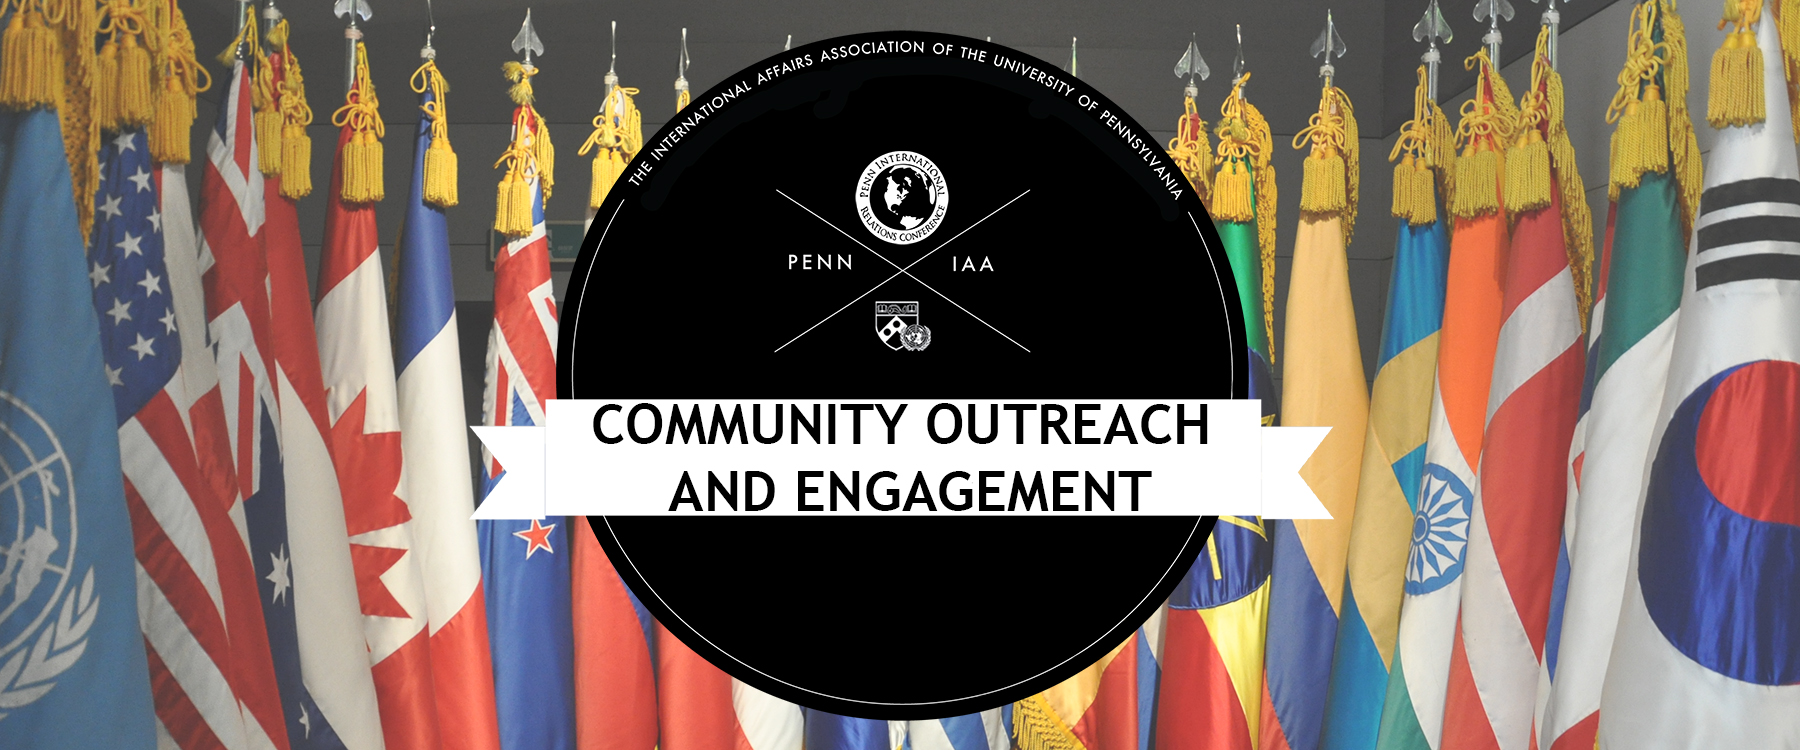 THE INTERNATIONAL AFFAIRS ASSOCIATION OF THE UNIVERSITY OF PENNSYLVANIA
PENN INTERNATIONAL
RELATIONS CONFERENCE
PENN IAA
COMMUNITY OUTREACH
AND ENGAGEMENT